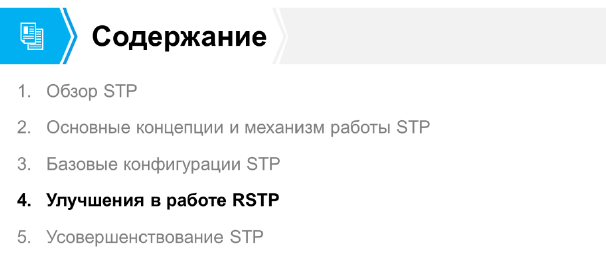 Содержание
1. Обзор STP
2. Основные концепции и механизм работы STP
3. Базовые конфигурации STP
4. Улучшения в работе RSTP
5. Усовершенствование STP